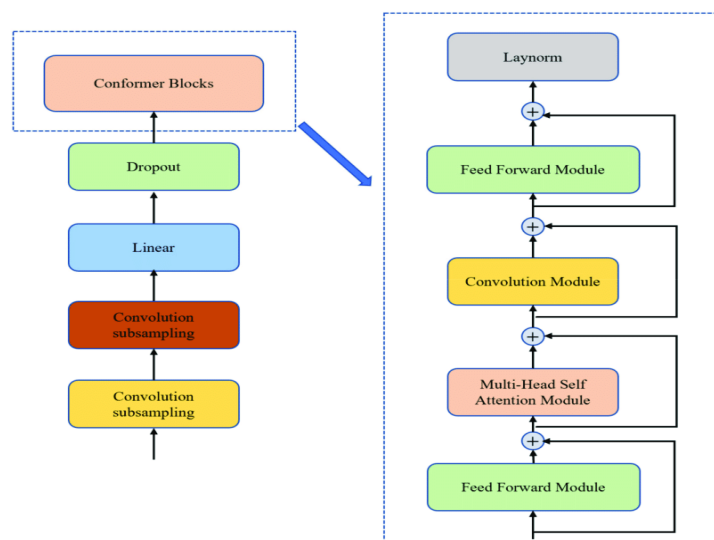 Conformer Blocks
Dropout
Linear
Convolution
subsampling
Convolution
subsampling
Laynorm
+
Feed Forward Module
+
Convolution Module
+
Multi-Head Self
Attention Module
+
Feed Forward Module